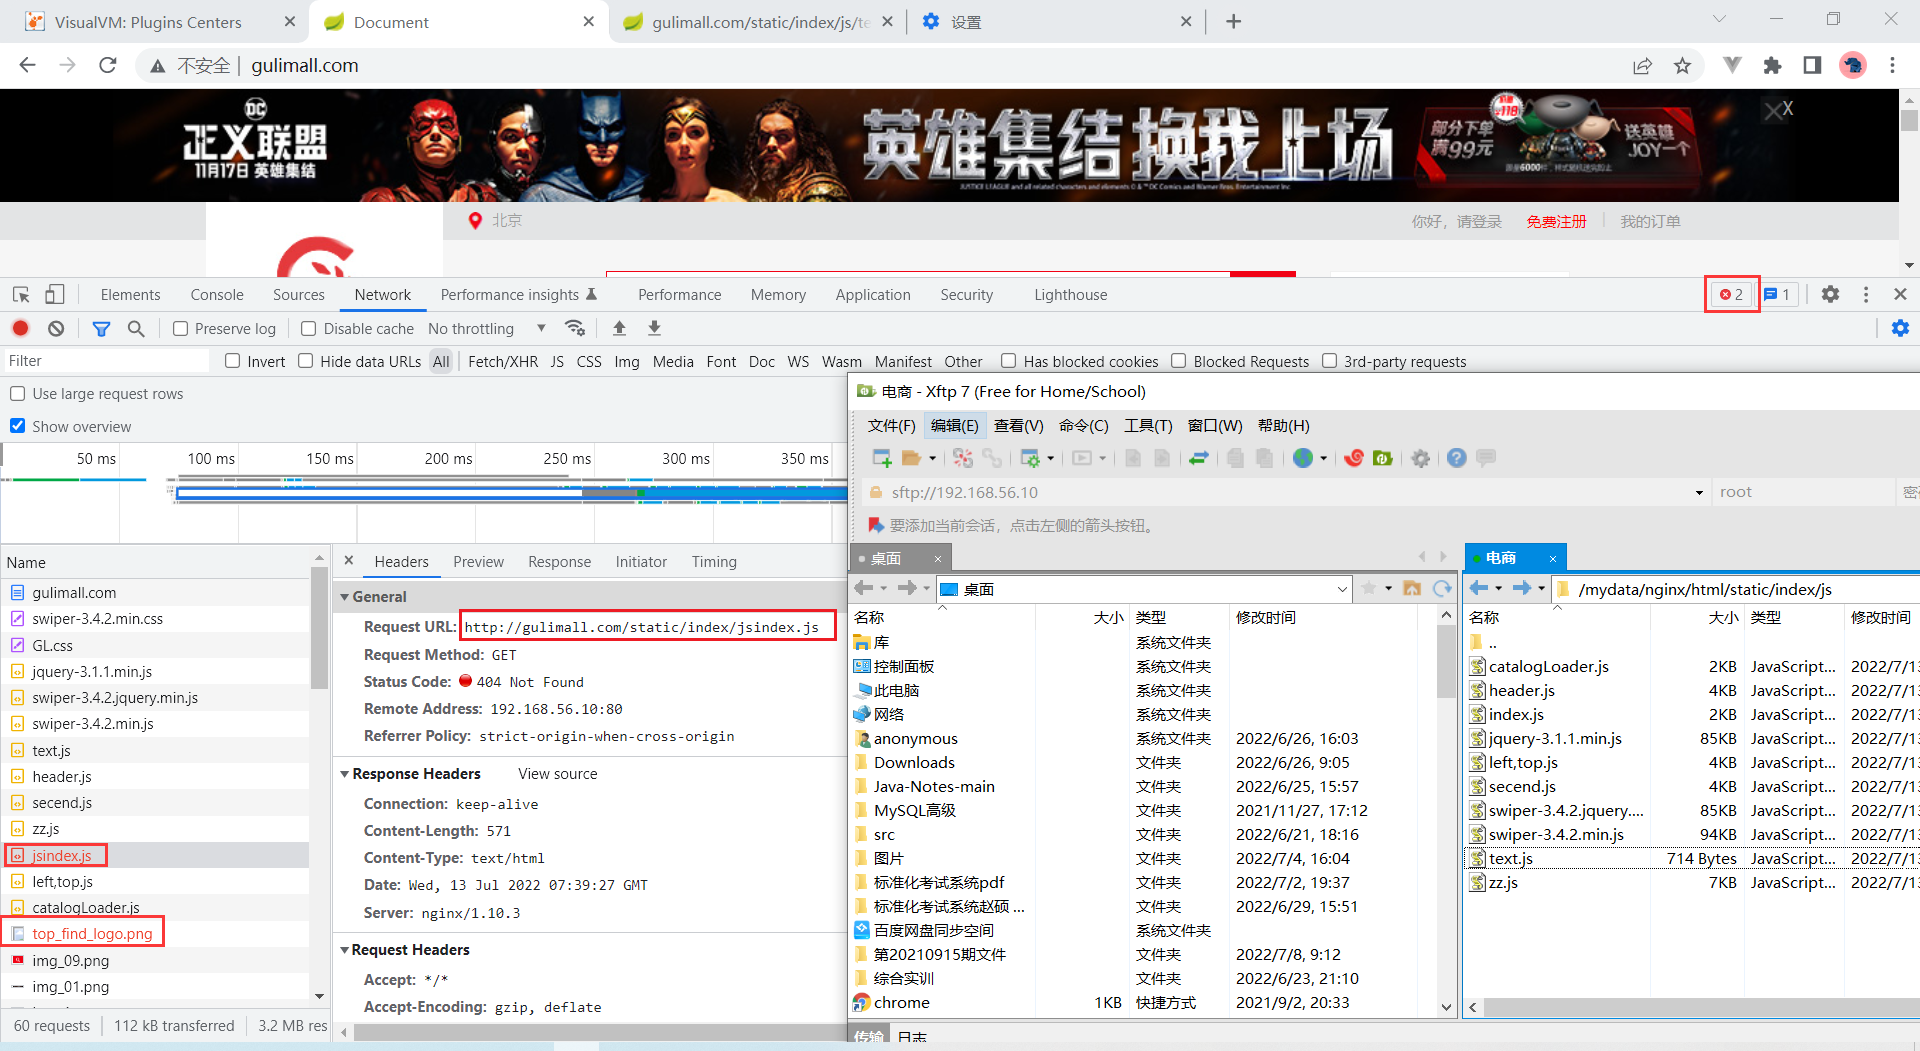 VisualVM: Plugins Centers
Document
gulimall.com/static/index/js/te
设置
不安全 | gulimall.com
DC
正义联盟
11月17日 英雄集结
英雄集结换我上场
JUSTICE LEAGUE and all related characters and elements © & ™ DC Comics and Warner Bros. Entertainment Inc
部分下单
满99元
送英雄
JOY一个
X
北京
你好，请登录
免费注册
我的订单
Elements
Console
Sources
Network
Performance insights
Performance
Memory
Application
Security
Lighthouse
2
1
Preserve log
Disable cache
No throttling
Filter
Invert
Hide data URLs
All
Fetch/XHR
JS
CSS
Img
Media
Font
Doc
WS
Wasm
Manifest
Other
Has blocked cookies
Blocked Requests
3rd-party requests
Use large request rows
Show overview
50 ms
100 ms
150 ms
200 ms
250 ms
300 ms
350 ms
Name
gulimall.com
swiper-3.4.2.min.css
GL.css
jquery-3.1.1.min.js
swiper-3.4.2.jquery.min.js
swiper-3.4.2.min.js
text.js
header.js
secend.js
zz.js
jsindex.js
left,top.js
catalogLoader.js
top_find_logo.png
img_09.png
img_01.png
60 requests
112 kB transferred
3.2 MB res
Headers
Preview
Response
Initiator
Timing
General
Request URL: http://gulimall.com/static/index/jsindex.js
Request Method: GET
Status Code: 404 Not Found
Remote Address: 192.168.56.10:80
Referrer Policy: strict-origin-when-cross-origin
Response Headers
View source
Connection: keep-alive
Content-Length: 571
Content-Type: text/html
Date: Wed, 13 Jul 2022 07:39:27 GMT
Server: nginx/1.10.3
Request Headers
Accept: */*
Accept-Encoding: gzip, deflate
电商 - Xftp 7 (Free for Home/School)
文件(F) 编辑(E) 查看(V) 命令(C) 工具(T) 窗口(W) 帮助(H)
sftp://192.168.56.10
root
密
要添加当前会话，点击左侧的箭头按钮。
桌面
桌面
名称 大小 类型 修改时间
库 系统文件夹
控制面板 系统文件夹
此电脑 系统文件夹
网络 系统文件夹
anonymous 系统文件夹 2022/6/26, 16:03
Downloads 文件夹 2022/6/26, 9:05
Java-Notes-main 文件夹 2022/6/25, 15:57
MySQL高级 文件夹 2021/11/27, 17:12
src 文件夹 2022/6/21, 18:16
图片 文件夹 2022/7/4, 16:04
标准化考试系统pdf 文件夹 2022/7/2, 19:37
标准化考试系统赵硕 ... 文件夹 2022/6/29, 15:51
百度网盘同步空间 系统文件夹
第20210915期文件 文件夹 2022/7/8, 9:12
综合实训 文件夹 2022/6/23, 21:10
chrome 1KB 快捷方式 2021/9/2, 20:33
传输 日志
电商
/mydata/nginx/html/static/index/js
名称 大小 类型 修改时间
..
catalogLoader.js 2KB JavaScript... 2022/7/13
header.js 4KB JavaScript... 2022/7/13
index.js 2KB JavaScript... 2022/7/13
jquery-3.1.1.min.js 85KB JavaScript... 2022/7/13
left,top.js 4KB JavaScript... 2022/7/13
secend.js 4KB JavaScript... 2022/7/13
swiper-3.4.2.jquery.... 85KB JavaScript... 2022/7/13
swiper-3.4.2.min.js 94KB JavaScript... 2022/7/13
text.js 714 Bytes JavaScript... 2022/7/13
zz.js 7KB JavaScript... 2022/7/13